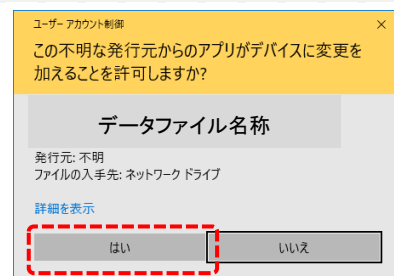 ユーザー アカウント制御
この不明な発行元からのアプリがデバイスに変更を
加えることを許可しますか?
データファイル名称
発行元: 不明
ファイルの入手先: ネットワーク ドライブ
詳細を表示
はい
いいえ